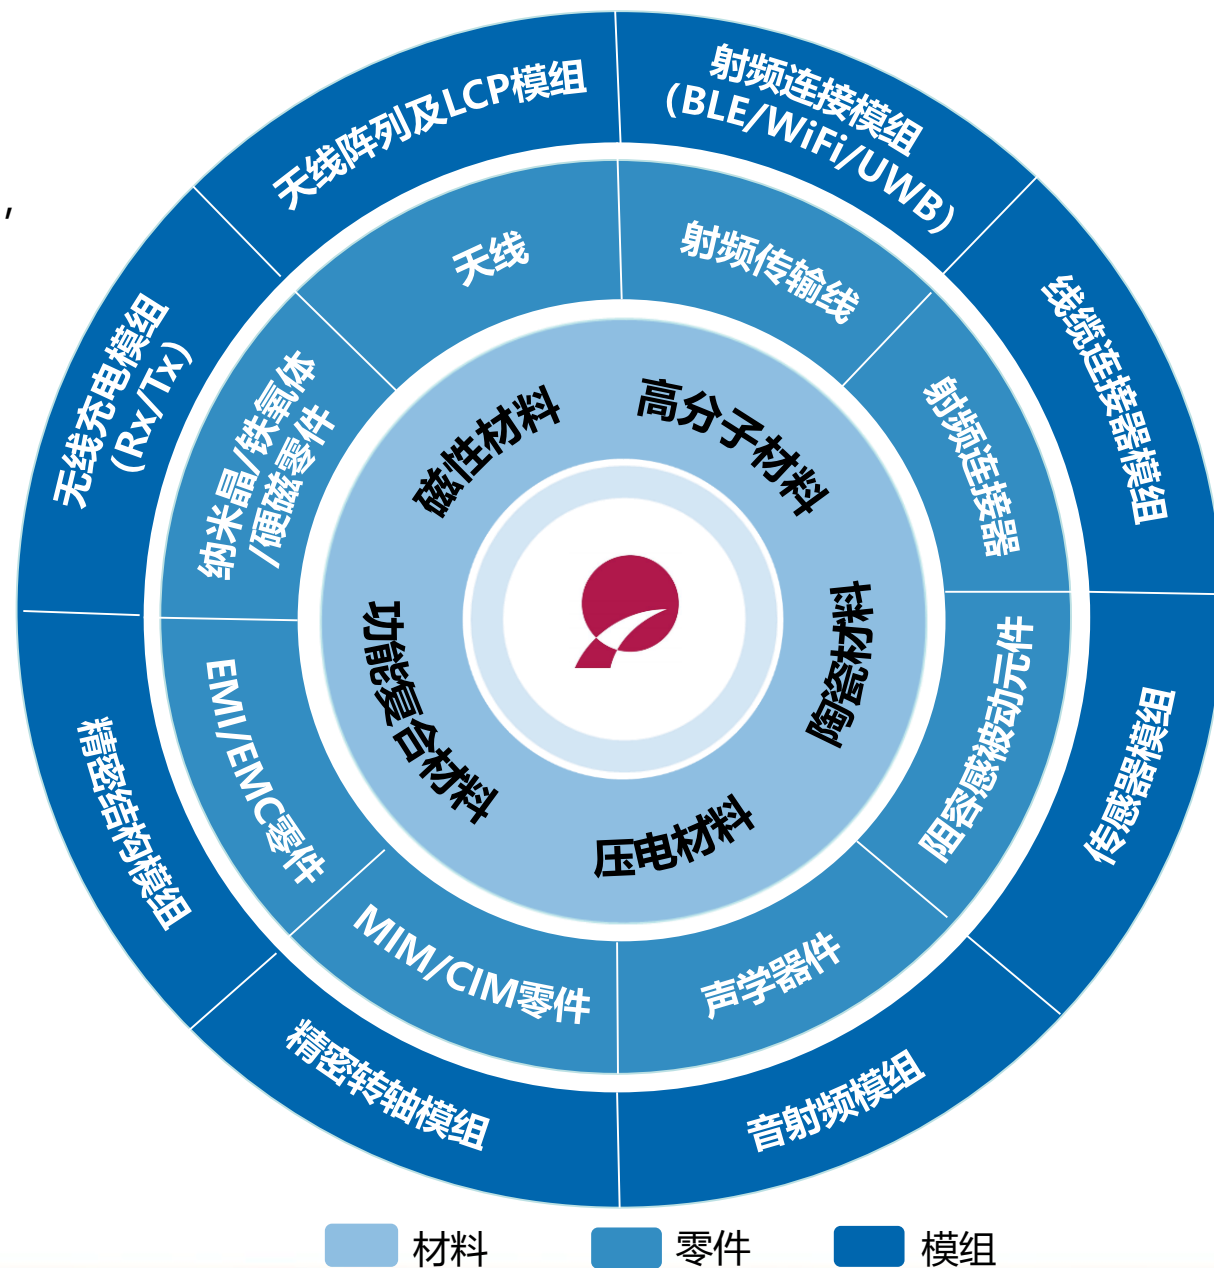 天线阵列及LCP模组
射频连接模组
(BLE/WiFi/UWB)
线缆连接器模组
传感器模组
音射频模组
精密转轴模组
精密结构模组
无线充电模组
(Rx/Tx)
,
天线
射频传输线
射频连接器
阻容感被动元件
声学器件
MIM/CIM零件
EMI/EMC零件
纳米晶/铁氧体
/硬磁零件
磁性材料
高分子材料
陶瓷材料
压电材料
功能复合材料
材料
零件
模组